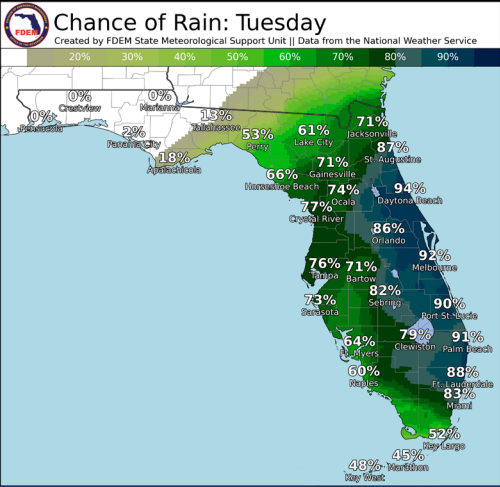 FDEM
Chance of Rain: Tuesday
Created by FDEM State Meteorological Support Unit || Data from the National Weather Service
20% 30% 40% 50% 60% 70% 80% 90%
0%
Pensacola
0%
Crestview
0%
Marianna
2%
Panama City
13%
Tallahassee
18%
Apalachicola
53%
Perry
61%
Lake City
71%
Jacksonville
87%
St. Augustine
66%
Horseshoe Beach
71%
Gainesville
74%
Ocala
94%
Daytona Beach
77%
Crystal River
86%
Orlando
92%
Melbourne
76%
Tampa
71%
Bartow
82%
Sebring
73%
Sarasota
90%
Port St. Lucie
64%
Ft. Myers
79%
Clewiston
91%
Palm Beach
60%
Naples
88%
Ft. Lauderdale
83%
Miami
52%
Key Largo
45%
Marathon
48%
Key West